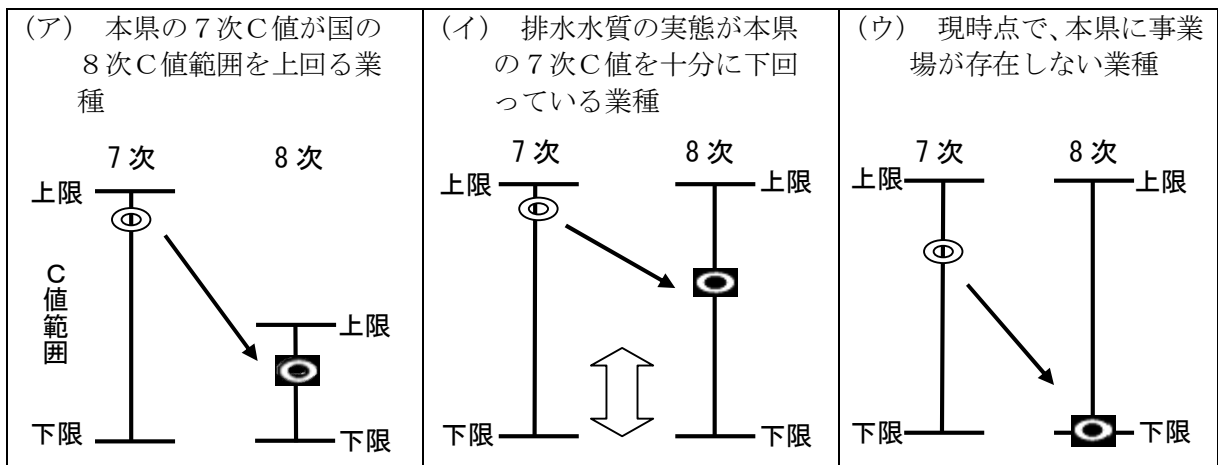 （ア） 本県の７次Ｃ値が国の
８次Ｃ値範囲を上回る業
種
7次 8次
上限
Ｃ値範囲
上限
下限 下限
（イ） 排水水質の実態が本県
の７次Ｃ値を十分に下回
っている業種
7次 8次
上限 上限
下限 下限
（ウ） 現時点で、本県に事業
場が存在しない業種
7次 8次
上限 上限
下限 下限